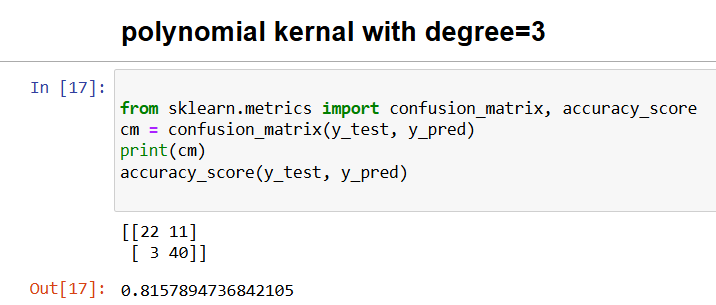 polynomial kernal with degree=3
In [17]:
from sklearn.metrics import confusion_matrix, accuracy_score
cm = confusion_matrix(y_test, y_pred)
print(cm)
accuracy_score(y_test, y_pred)
[[22 11]
 [ 3 40]]
Out[17]: 0.8157894736842105